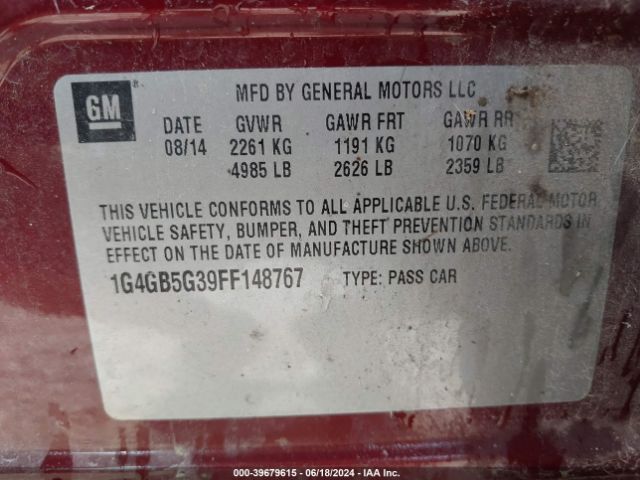 GM
MFD BY GENERAL MOTORS LLC
DATE GVWR GAWR FRT GAWR RR
08/14 2261 KG 1191 KG 1070 KG
4985 LB 2626 LB 2359 LB
THIS VEHICLE CONFORMS TO ALL APPLICABLE U.S. FEDERAL MOTOR
VEHICLE SAFETY, BUMPER, AND THEFT PREVENTION STANDARDS IN
EFFECT ON THE DATE OF MANUFACTURE SHOWN ABOVE.
1G4GB5G39FF148767 TYPE: PASS CAR
000-39679615 - 06/18/2024 - IAA Inc.